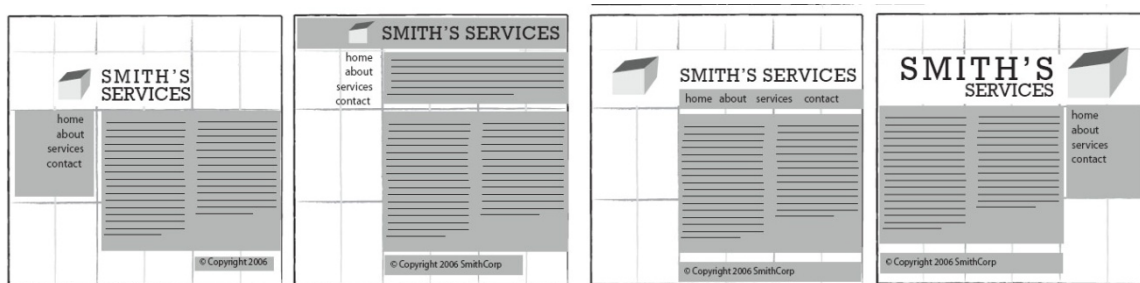 SMITH'S
SERVICES
home
about
services
contact
© Copyright 2006
SMITH'S SERVICES
home
about
services
contact
© Copyright 2006 SmithCorp
SMITH'S SERVICES
home about services contact
© Copyright 2006 SmithCorp
SMITH'S
SERVICES
home
about
services
contact
© Copyright 2006 SmithCorp